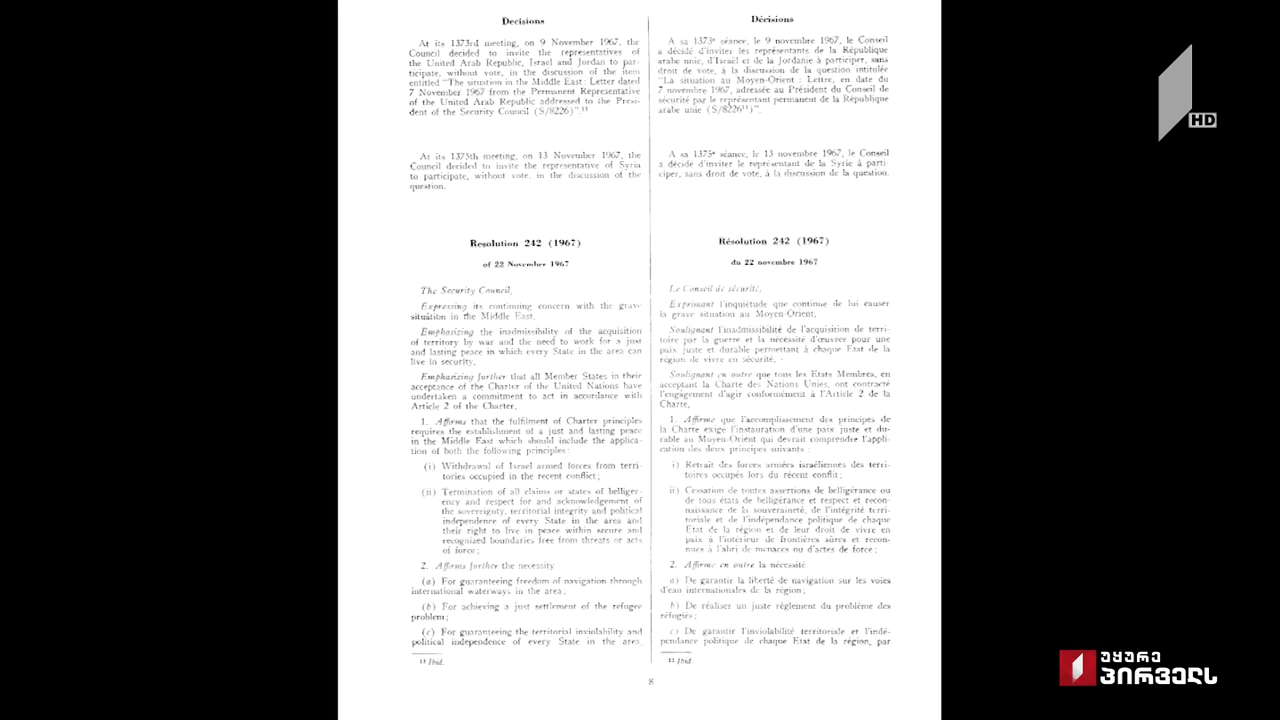 Decisions
At its 1373rd meeting, on 9 November 1967, the
Council decided to invite the representatives of
the United Arab Republic, Israel and Jordan to par-
ticipate, without vote, in the discussion of the item
entitled "The situation in the Middle East: Letter dated
7 November 1967 from the Permanent Representative
of the United Arab Republic addressed to the Presi-
dent of the Security Council (S/8226)".¹³
At its 1375th meeting, on 13 November 1967, the
Council decided to invite the representative of Syria
to participate, without vote, in the discussion of the
question.
Resolution 242 (1967)
of 22 November 1967
The Security Council,
Expressing its continuing concern with the grave
situation in the Middle East,
Emphasizing the inadmissibility of the acquisition
of territory by war and the need to work for a just
and lasting peace in which every State in the area can
live in security,
Emphasizing further that all Member States in their
acceptance of the Charter of the United Nations have
undertaken a commitment to act in accordance with
Article 2 of the Charter,
1. Affirms that the fulfilment of Charter principles
requires the establishment of a just and lasting peace
in the Middle East which should include the applica-
tion of both the following principles:
(i) Withdrawal of Israel armed forces from terri-
tories occupied in the recent conflict;
(ii) Termination of all claims or states of belliger-
ency and respect for and acknowledgement of
the sovereignty, territorial integrity and political
independence of every State in the area and
their right to live in peace within secure and
recognized boundaries free from threats or acts
of force;
2. Affirms further the necessity
(a) For guaranteeing freedom of navigation through
international waterways in the area;
(b) For achieving a just settlement of the refugee
problem;
(c) For guaranteeing the territorial inviolability and
political independence of every State in the area,
¹³ Ibid.
Décisions
A sa 1373ᵉ séance, le 9 novembre 1967, le Conseil
a décidé d'inviter les représentants de la République
arabe unie, d'Israël et de la Jordanie à participer, sans
droit de vote, à la discussion de la question intitulée
"La situation au Moyen-Orient : Lettre, en date du
7 novembre 1967, adressée au Président du Conseil de
sécurité par le représentant permanent de la République
arabe unie (S/8226¹³)".
A sa 1375ᵉ séance, le 13 novembre 1967, le Conseil
a décidé d'inviter le représentant de la Syrie à parti-
ciper, sans droit de vote, à la discussion de la question.
Résolution 242 (1967)
du 22 novembre 1967
Le Conseil de sécurité,
Exprimant l'inquiétude que continue de lui causer
la grave situation au Moyen-Orient,
Soulignant l'inadmissibilité de l'acquisition de terri-
toire par la guerre et la nécessité d'œuvrer pour une
paix juste et durable permettant à chaque Etat de la
région de vivre en sécurité,
Soulignant en outre que tous les Etats Membres, en
acceptant la Charte des Nations Unies, ont contracté
l'engagement d'agir conformément à l'Article 2 de la
Charte,
1. Affirme que l'accomplissement des principes de
la Charte exige l'instauration d'une paix juste et du-
rable au Moyen-Orient qui devrait comprendre l'appli-
cation des deux principes suivants :
i) Retrait des forces armées israéliennes des terri-
toires occupés lors du récent conflit;
ii) Cessation de toutes assertions de belligérance ou
de tous états de belligérance et respect et recon-
naissance de la souveraineté, de l'intégrité terri-
toriale et de l'indépendance politique de chaque
Etat de la région et de leur droit de vivre en
paix à l'intérieur de frontières sûres et recon-
nues à l'abri de menaces ou d'actes de force;
2. Affirme en outre la nécessité
a) De garantir la liberté de navigation sur les voies
d'eau internationales de la région;
b) De réaliser un juste règlement du problème des
réfugiés;
c) De garantir l'inviolabilité territoriale et l'indé-
pendance politique de chaque Etat de la région, par
¹³ Ibid.
8
HD
უყურე
პირველს